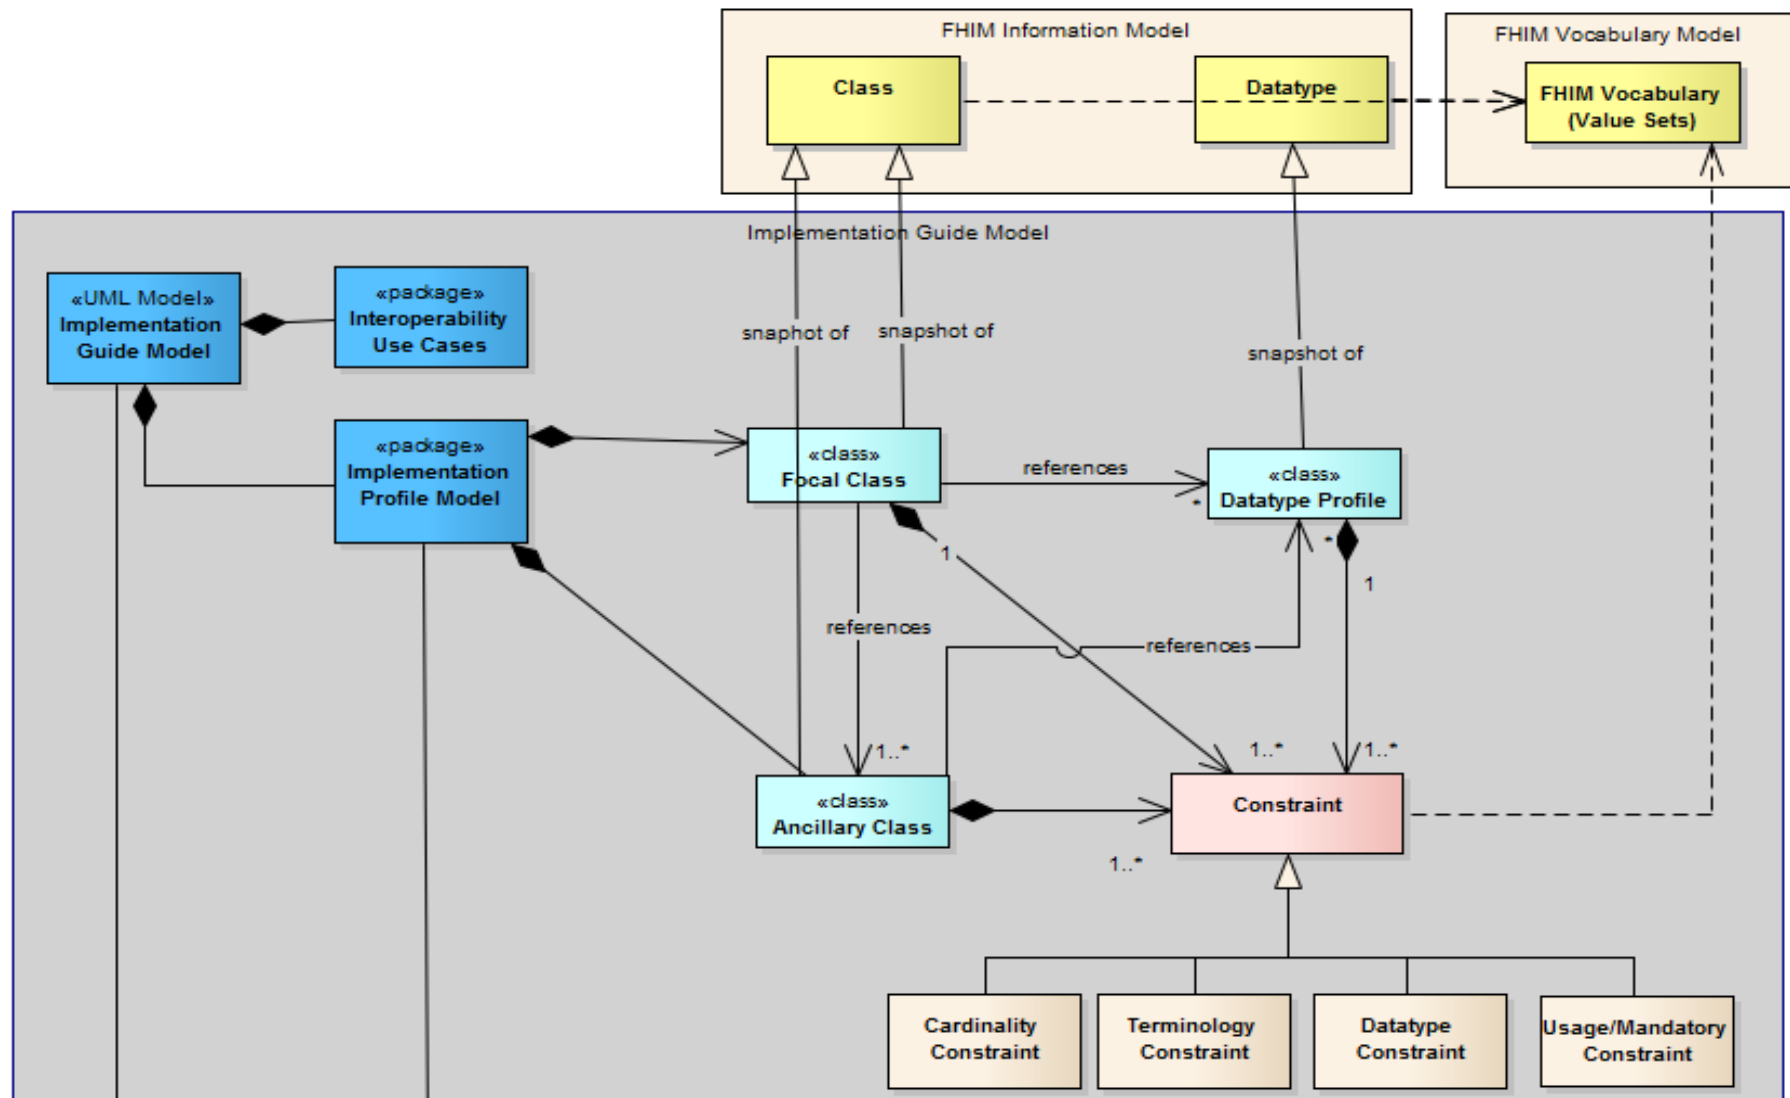 FHIM Information Model
FHIM Vocabulary Model
Class
Datatype
FHIM Vocabulary
(Value Sets)
Implementation Guide Model
«UML Model»
Implementation
Guide Model
«package»
Interoperability
Use Cases
snaphot of
snapshot of
snapshot of
«package»
Implementation
Profile Model
«class»
Focal Class
references
*
«class»
Datatype Profile
1
*
1
references
references
1..*
1..*
1..*
«class»
Ancillary Class
Constraint
1..*
Cardinality
Constraint
Terminology
Constraint
Datatype
Constraint
Usage/Mandatory
Constraint